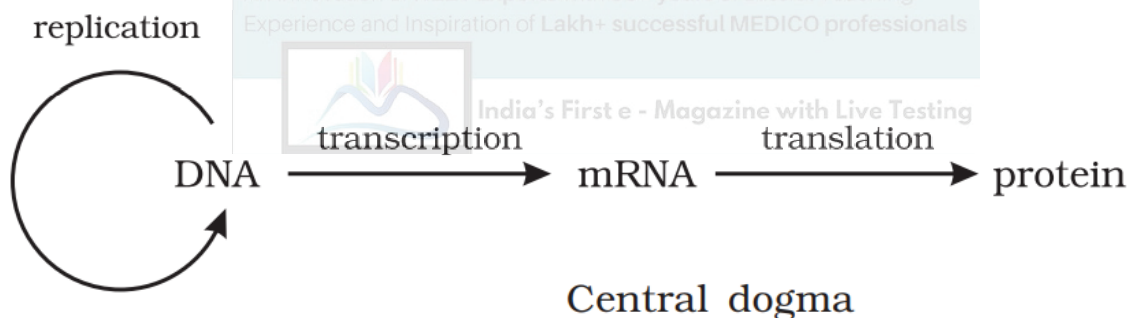 replication
Experience and Inspiration of Lakh+ successful MEDICO professionals
India's First e - Magazine with Live Testing
transcription
translation
DNA
mRNA
protein
Central dogma